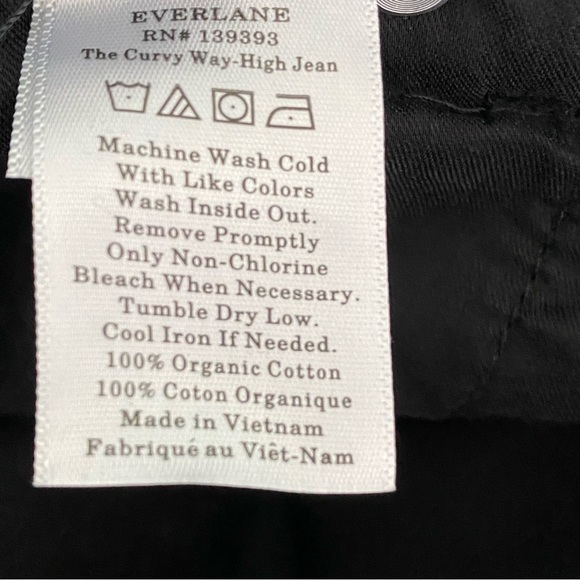 EVERLANE
RN# 139393
The Curvy Way-High Jean
Machine Wash Cold
With Like Colors
Wash Inside Out.
Remove Promptly
Only Non-Chlorine
Bleach When Necessary.
Tumble Dry Low.
Cool Iron If Needed.
100% Organic Cotton
100% Coton Organique
Made in Vietnam
Fabriqué au Viêt-Nam